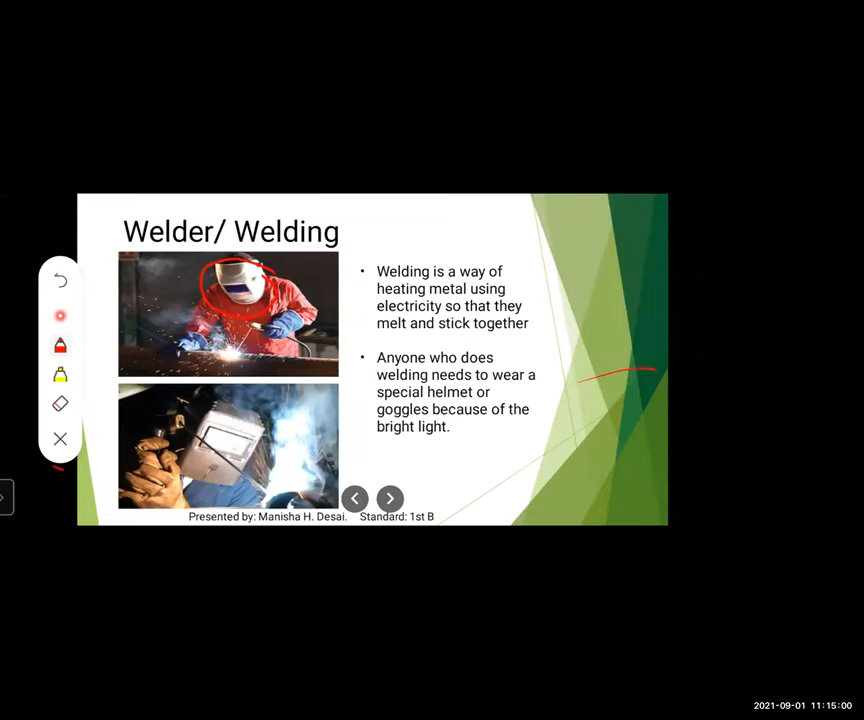 Welder/ Welding
• Welding is a way of
heating metal using
electricity so that they
melt and stick together
• Anyone who does
welding needs to wear a
special helmet or
goggles because of the
bright light.
Presented by: Manisha H. Desai. Standard: 1st B
2021-09-01 11:15:00